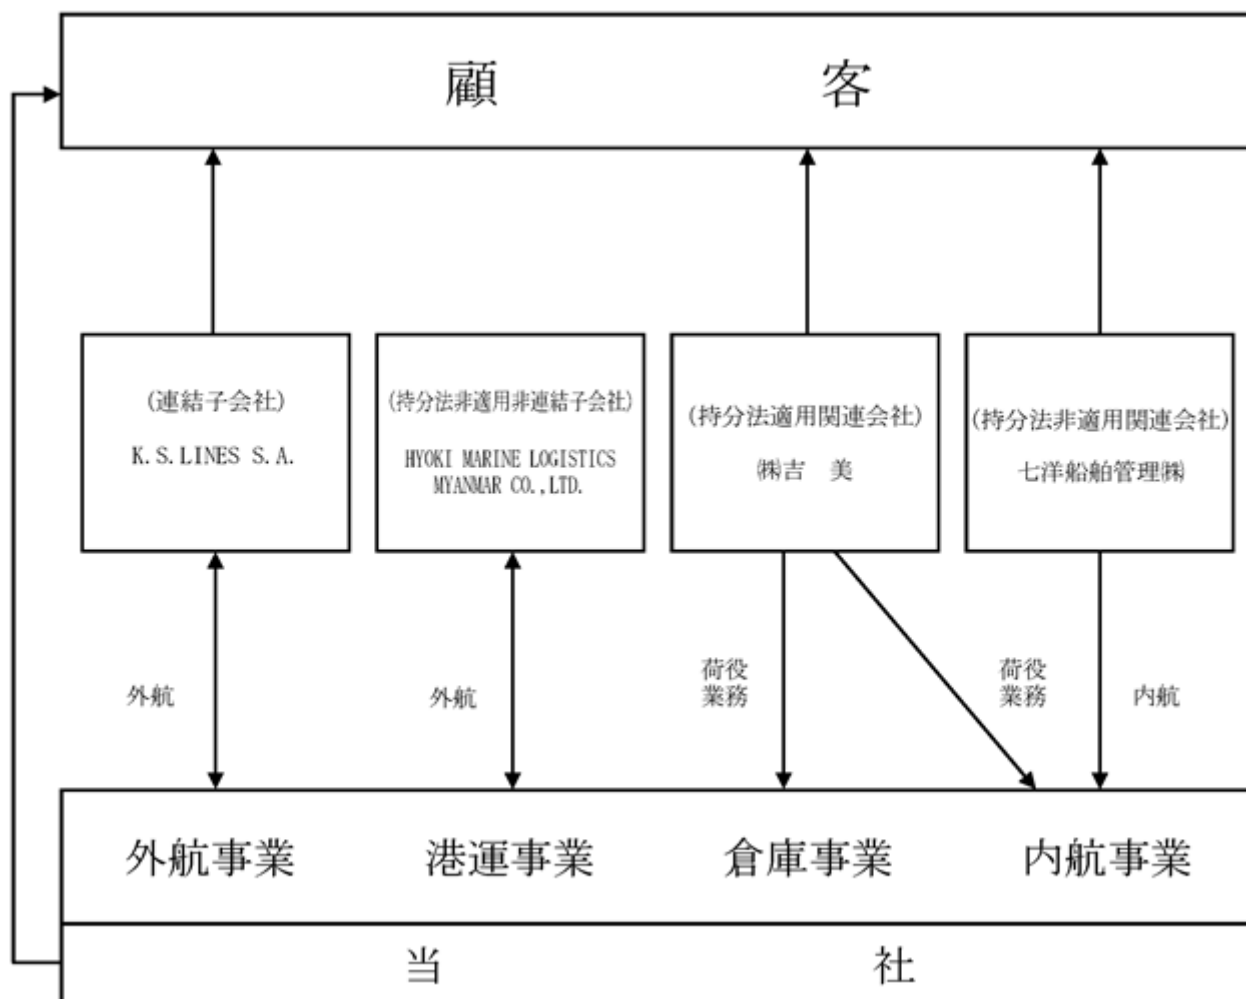 顧 客
(連結子会社)
K.S.LINES S.A.
(持分法非適用非連結子会社)
HYOKI MARINE LOGISTICS
MYANMAR CO.,LTD.
(持分法適用関連会社)
㈱吉 美
(持分法非適用関連会社)
七洋船舶管理㈱
外航
外航
荷役
業務
荷役
業務
内航
外航事業 港運事業 倉庫事業 内航事業
当 社